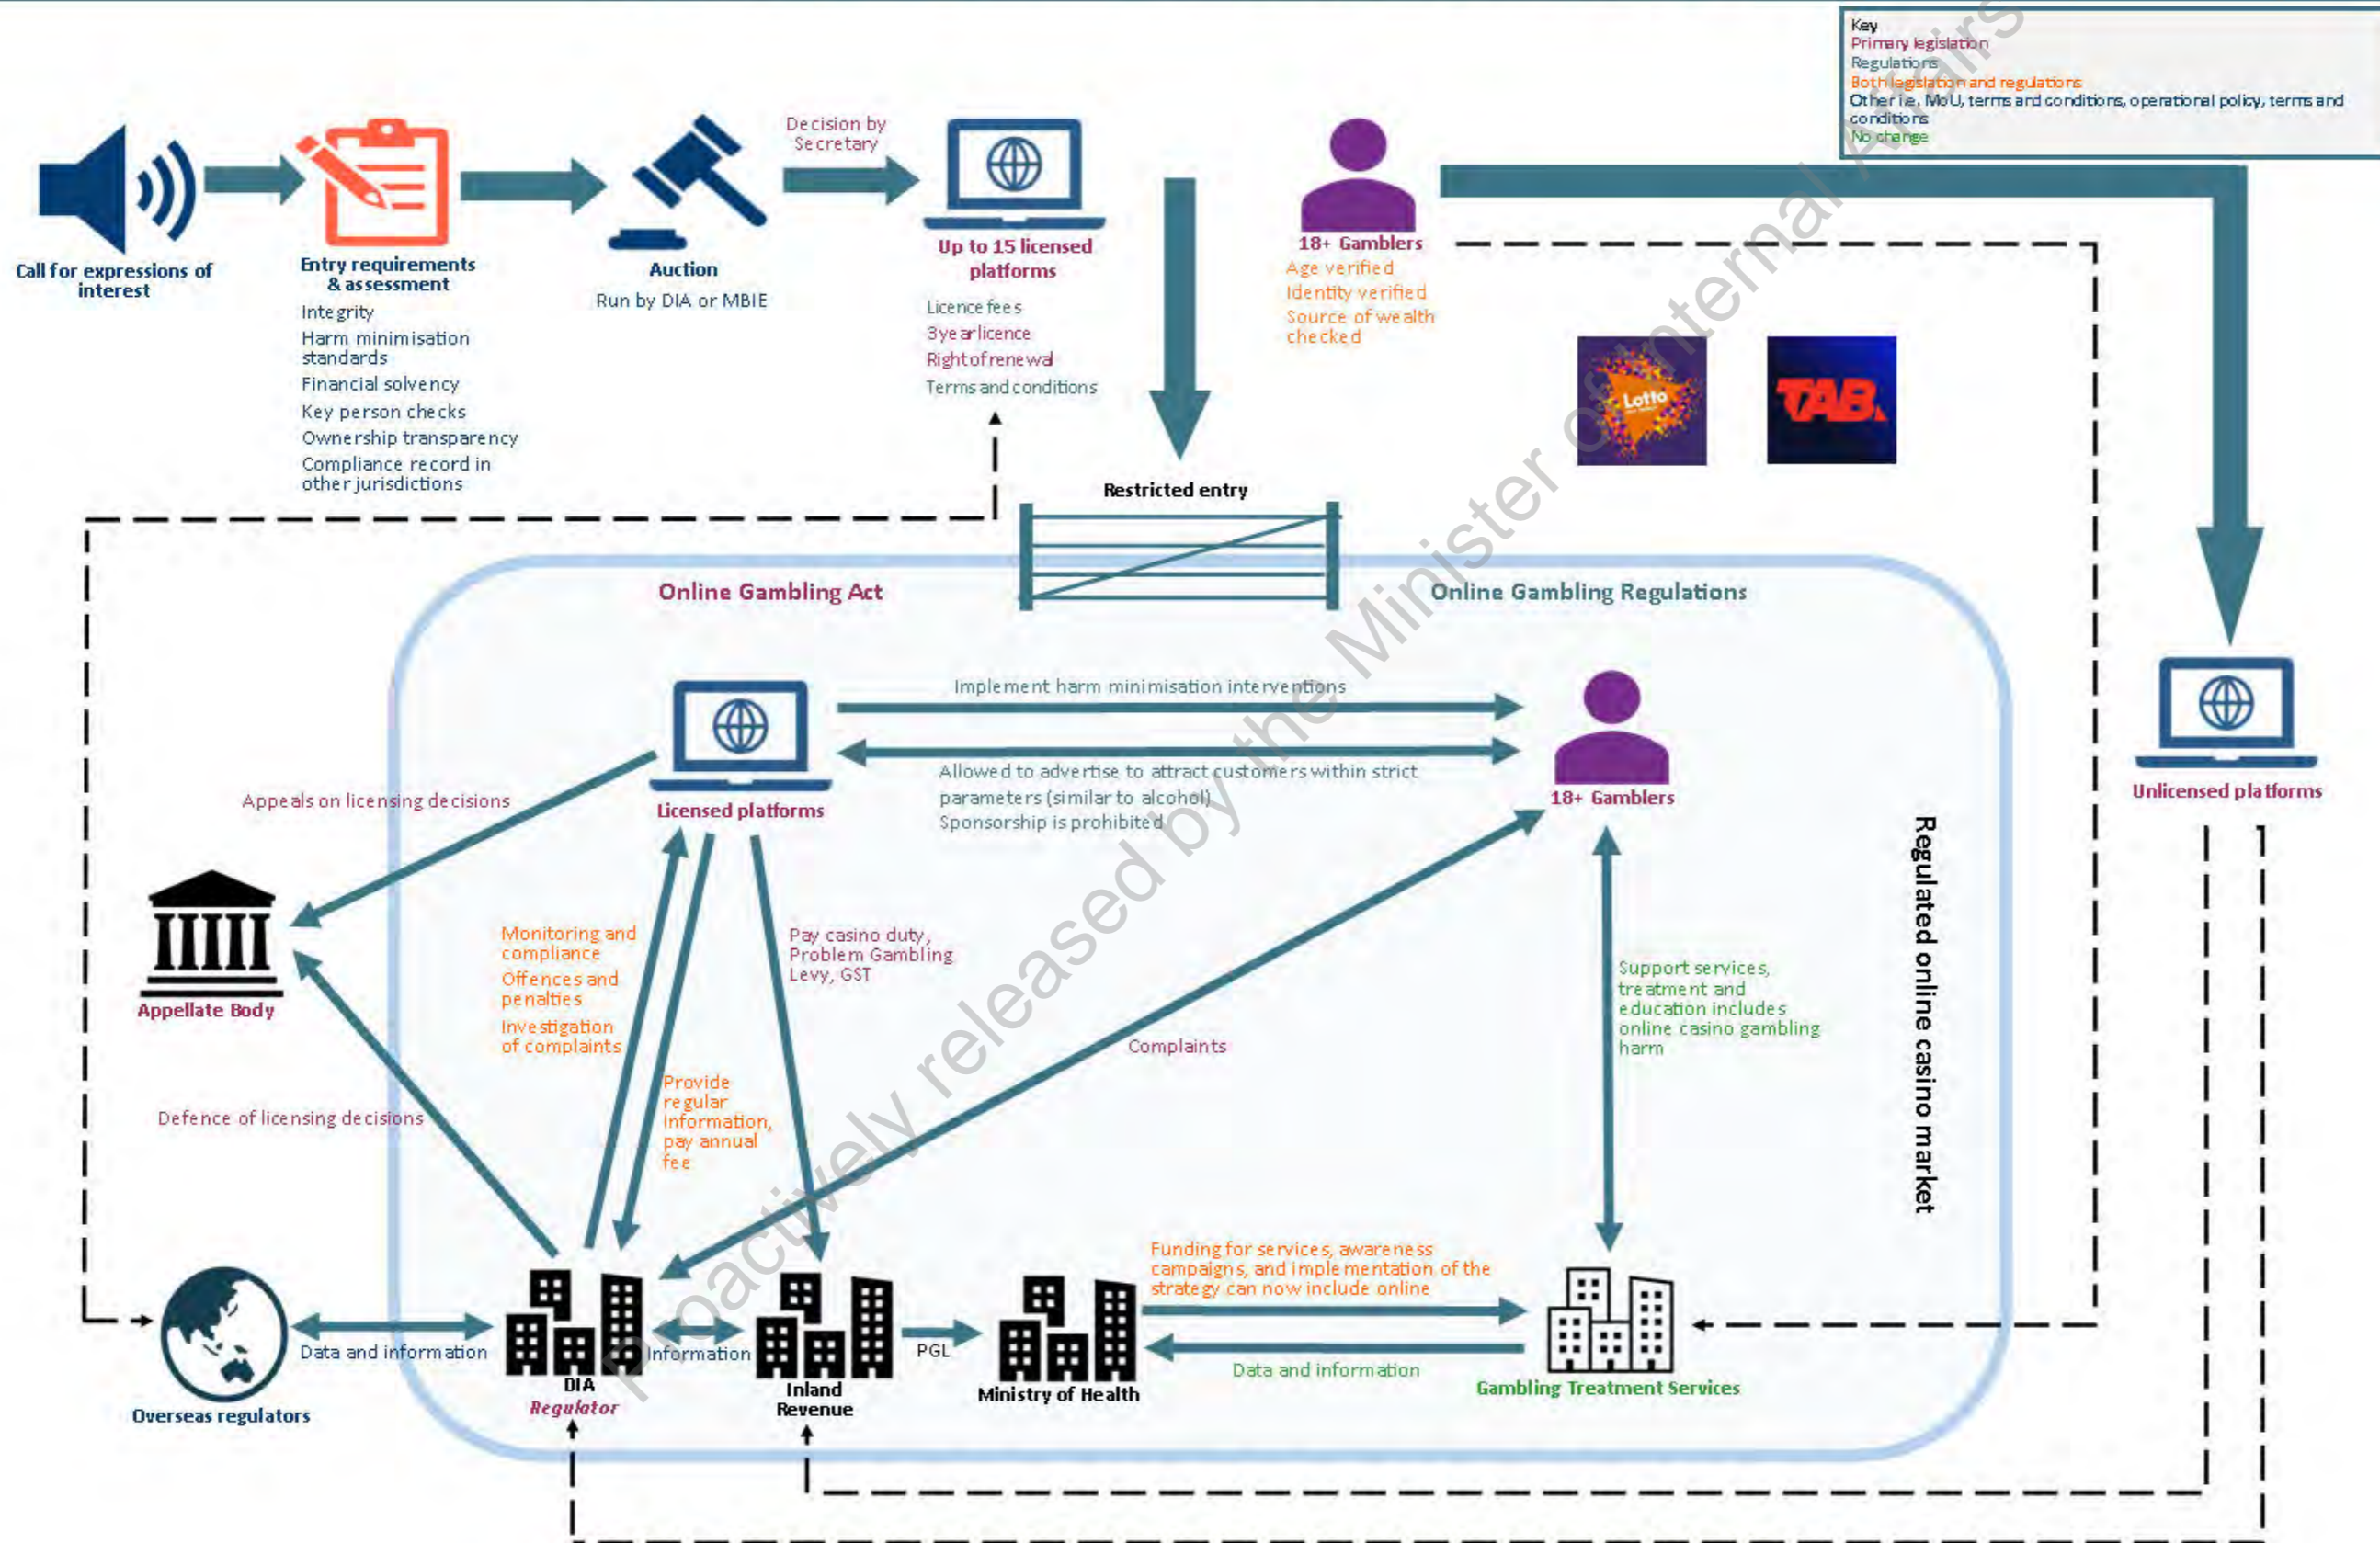 Key
Primary legislation
Regulations
Both legislation and regulations
Other i.e. MoU, terms and conditions, operational policy, terms and
conditions
No change
Call for expressions of
interest
Entry requirements
& assessment
Integrity
Harm minimisation
standards
Financial solvency
Key person checks
Ownership transparency
Compliance record in
other jurisdictions
Auction
Run by DIA or MBIE
Decision by
Secretary
Up to 15 licensed
platforms
Licence fees
3 year licence
Right of renewal
Terms and conditions
18+ Gamblers
Age verified
Identity verified
Source of wealth
checked
Lotto
TAB.
Restricted entry
Online Gambling Act
Online Gambling Regulations
Implement harm minimisation interventions
Allowed to advertise to attract customers within strict
parameters (similar to alcohol)
Sponsorship is prohibited
Licensed platforms
18+ Gamblers
Unlicensed platforms
Regulated online casino market
Appeals on licensing decisions
Appellate Body
Defence of licensing decisions
Monitoring and
compliance
Offences and
penalties
Investigation
of complaints
Provide
regular
information,
pay annual
fee
Pay casino duty,
Problem Gambling
Levy, GST
Complaints
Support services,
treatment and
education includes
online casino gambling
harm
Funding for services, awareness
campaigns, and implementation of the
strategy can now include online
Data and information
Overseas regulators
Data and information
DIA
Regulator
Information
Inland
Revenue
PGL
Ministry of Health
Gambling Treatment Services
Proactively released by the Minister of Internal Affairs